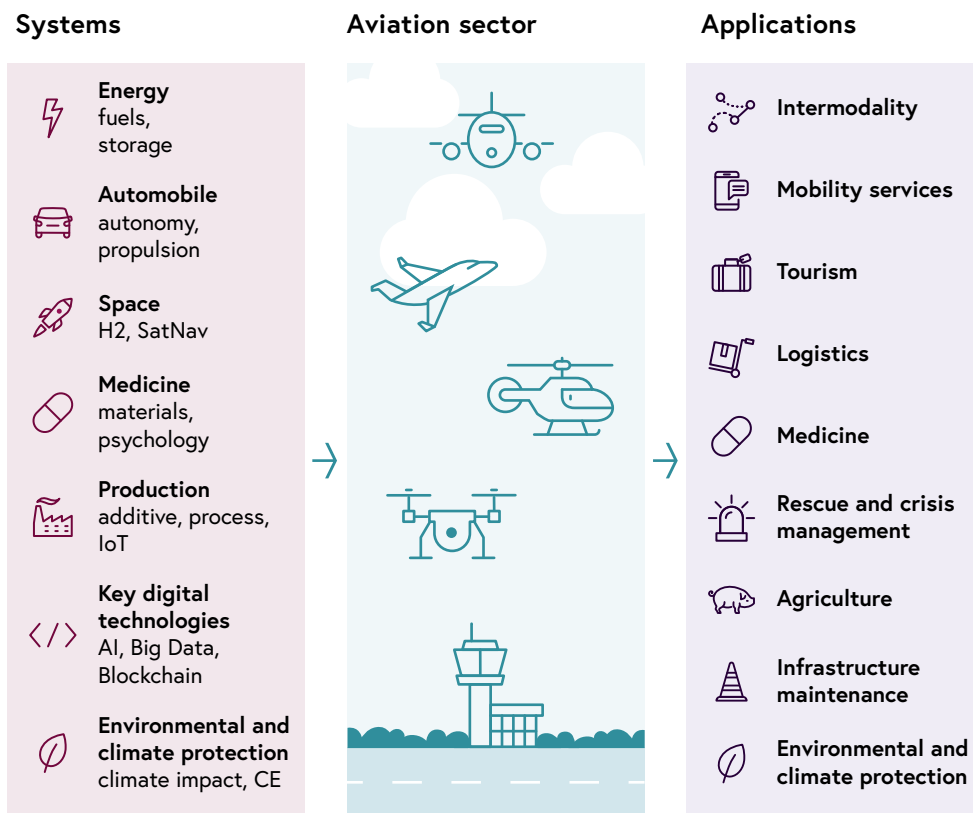 Systems
Energy
fuels,
storage
Automobile
autonomy,
propulsion
Space
H2, SatNav
Medicine
materials,
psychology
Production
additive, process,
IoT
Key digital
technologies
AI, Big Data,
Blockchain
Environmental and
climate protection
climate impact, CE
Aviation sector
Applications
Intermodality
Mobility services
Tourism
Logistics
Medicine
Rescue and crisis
management
Agriculture
Infrastructure
maintenance
Environmental and
climate protection